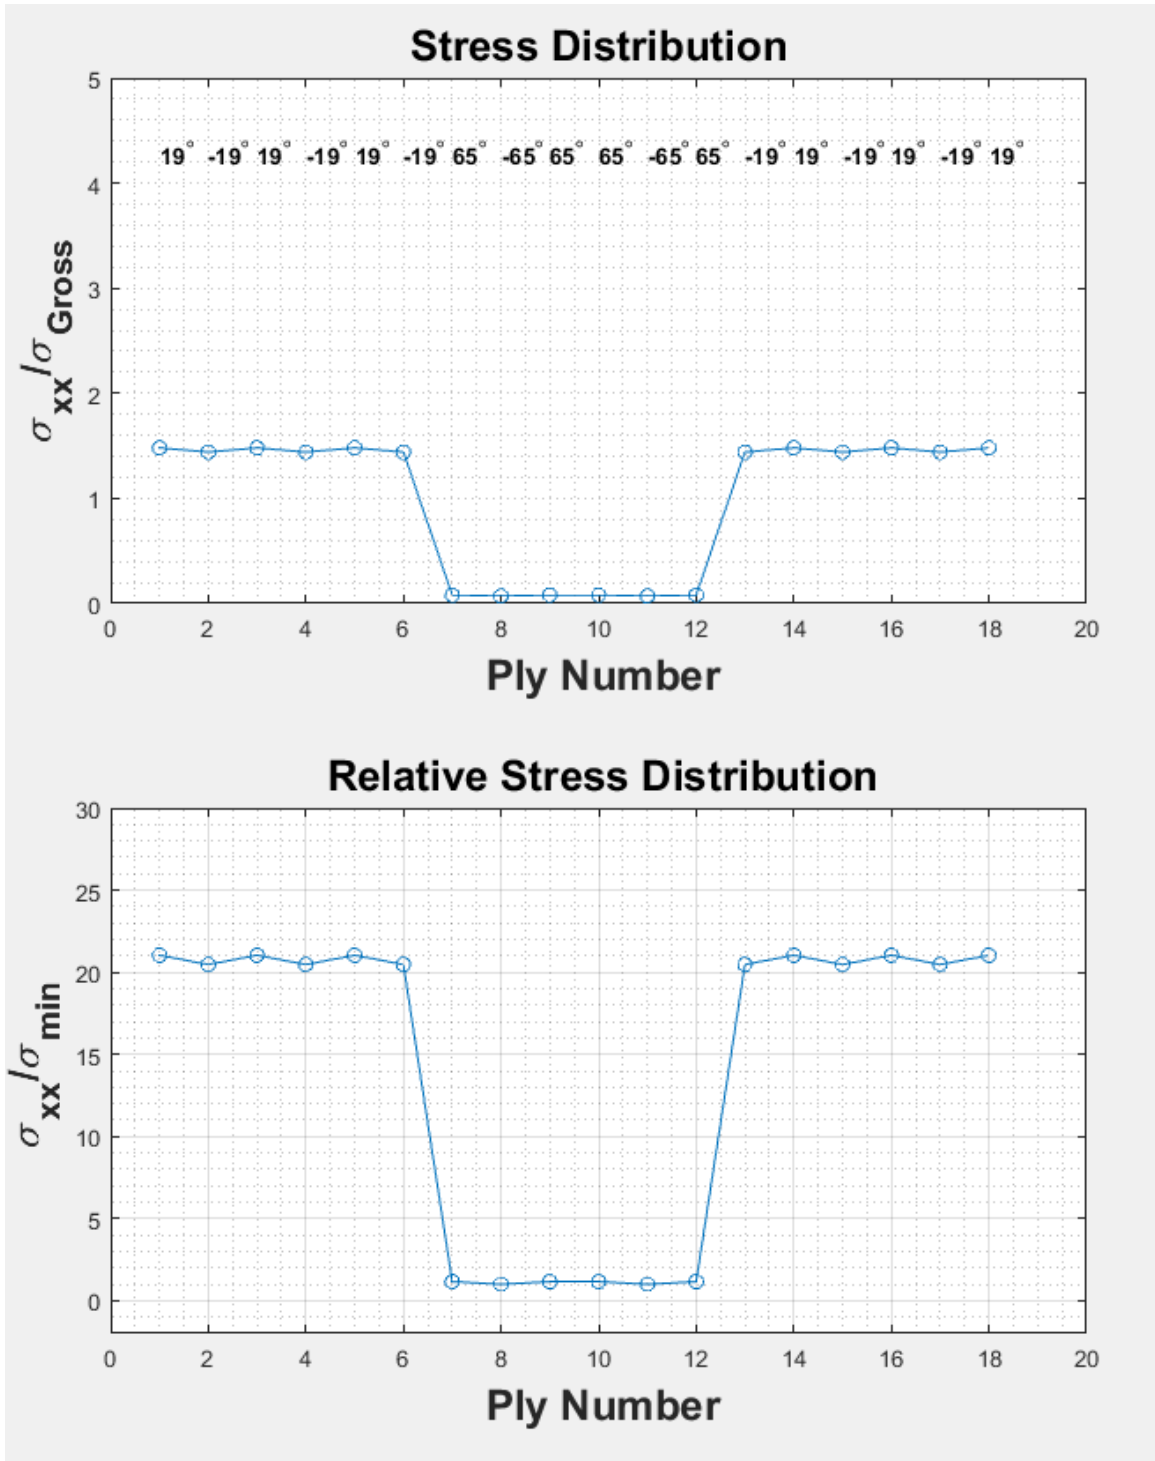 Stress Distribution
5
19° -19° 19° -19° 19° -19° 65° -65° 65° 65° -65° 65° -19° 19° -19° 19° -19° 19°
4
3
2
1
0
σxx/σGross
0 2 4 6 8 10 12 14 16 18 20
Ply Number
Relative Stress Distribution
30
25
20
15
10
5
0
σxx/σmin
0 2 4 6 8 10 12 14 16 18 20
Ply Number